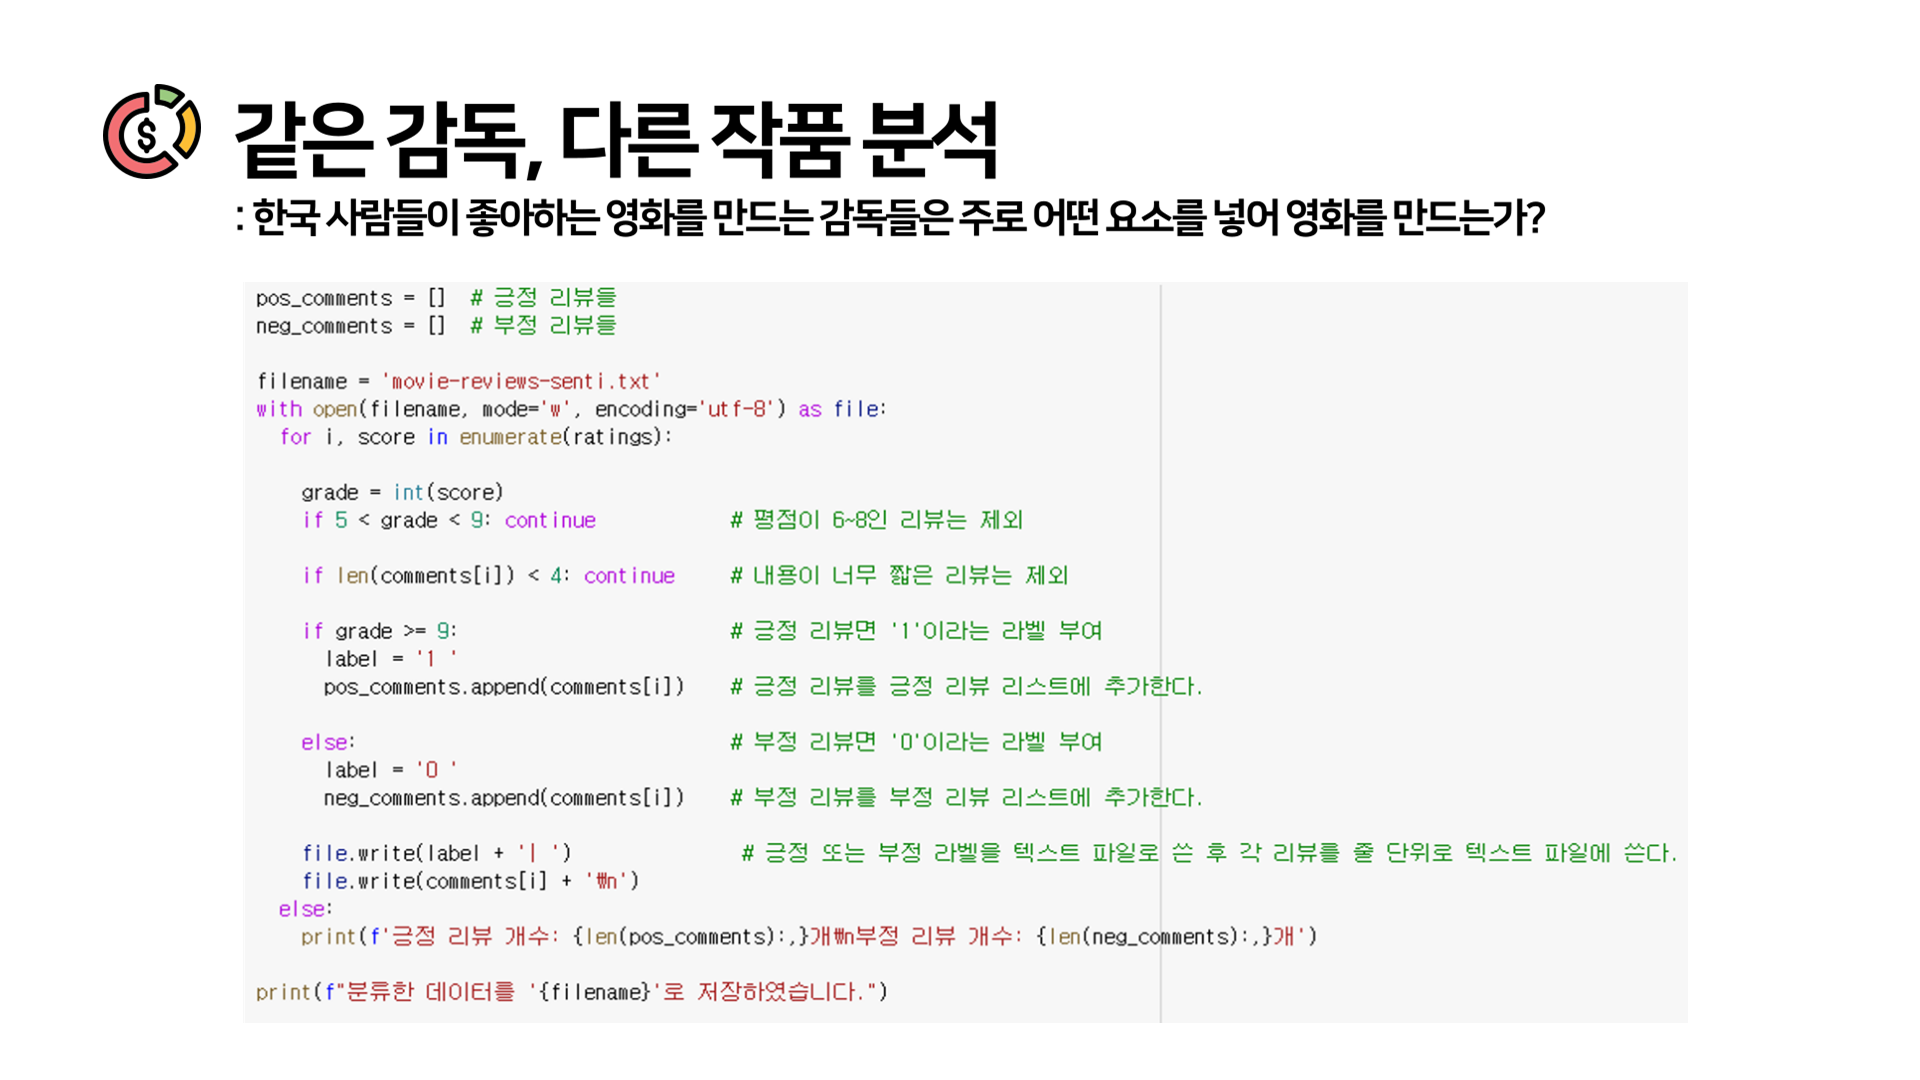 $
같은 감독, 다른 작품 분석
: 한국 사람들이 좋아하는 영화를 만드는 감독들은 주로 어떤 요소를 넣어 영화를 만드는가?
pos_comments = []  # 긍정 리뷰들
neg_comments = []  # 부정 리뷰들
filename = 'movie-reviews-senti.txt'
with open(filename, mode='w', encoding='utf-8') as file:
  for i, score in enumerate(ratings):
    grade = int(score)
    if 5 < grade < 9: continue            # 평점이 6~8인 리뷰는 제외
    if len(comments[i]) < 4: continue     # 내용이 너무 짧은 리뷰는 제외
    if grade >= 9:                        # 긍정 리뷰면 '1'이라는 라벨 부여
      label = '1 '
      pos_comments.append(comments[i])    # 긍정 리뷰를 긍정 리뷰 리스트에 추가한다.
    else:                                 # 부정 리뷰면 '0'이라는 라벨 부여
      label = '0 '
      neg_comments.append(comments[i])    # 부정 리뷰를 부정 리뷰 리스트에 추가한다.
    file.write(label + '| ')               # 긍정 또는 부정 라벨을 텍스트 파일로 쓴 후 각 리뷰를 줄 단위로 텍스트 파일에 쓴다.
    file.write(comments[i] + '₩n')
  else:
    print(f'긍정 리뷰 개수: {len(pos_comments):,}개₩n부정 리뷰 개수: {len(neg_comments):,}개')
print(f"분류한 데이터를 '{filename}'로 저장하였습니다.")